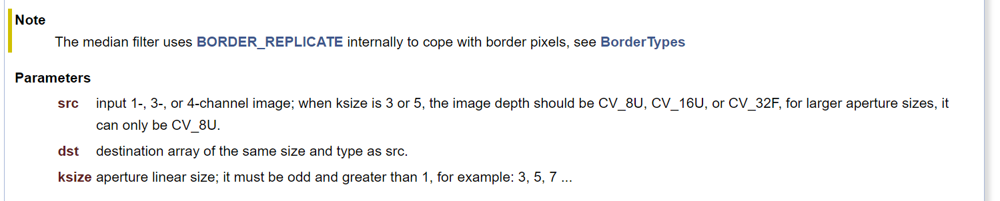 Note
The median filter uses BORDER_REPLICATE internally to cope with border pixels, see BorderTypes
Parameters
src input 1-, 3-, or 4-channel image; when ksize is 3 or 5, the image depth should be CV_8U, CV_16U, or CV_32F, for larger aperture sizes, it
can only be CV_8U.
dst destination array of the same size and type as src.
ksize aperture linear size; it must be odd and greater than 1, for example: 3, 5, 7 ...